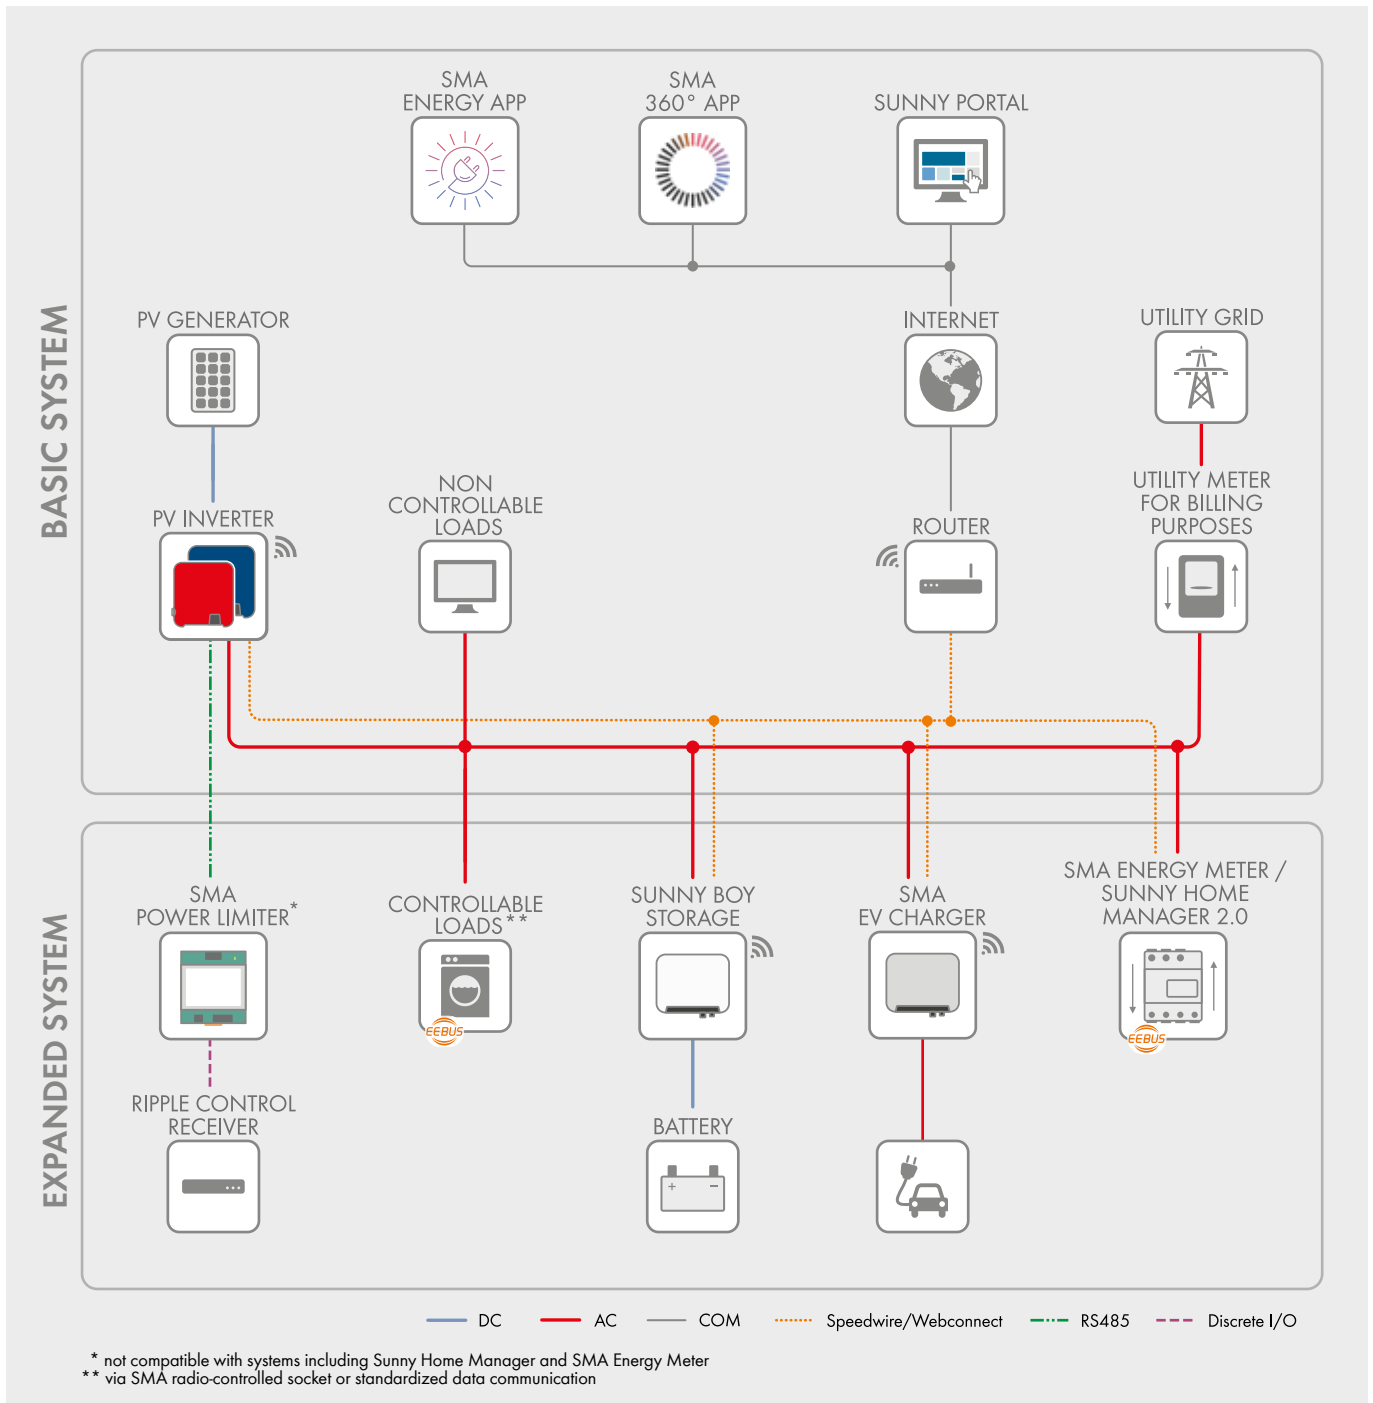 SMA
ENERGY APP
SMA
360° APP
SUNNY PORTAL
BASIC SYSTEM
PV GENERATOR
INTERNET
UTILITY GRID
PV INVERTER
NON
CONTROLLABLE
LOADS
ROUTER
UTILITY METER
FOR BILLING
PURPOSES
EXPANDED SYSTEM
SMA
POWER LIMITER*
CONTROLLABLE
LOADS**
EEBUS
SUNNY BOY
STORAGE
SMA
EV CHARGER
SMA ENERGY METER /
SUNNY HOME
MANAGER 2.0
EEBUS
RIPPLE CONTROL
RECEIVER
BATTERY
+ −
DC AC COM Speedwire/Webconnect RS485 Discrete I/O
* not compatible with systems including Sunny Home Manager and SMA Energy Meter
** via SMA radio-controlled socket or standardized data communication